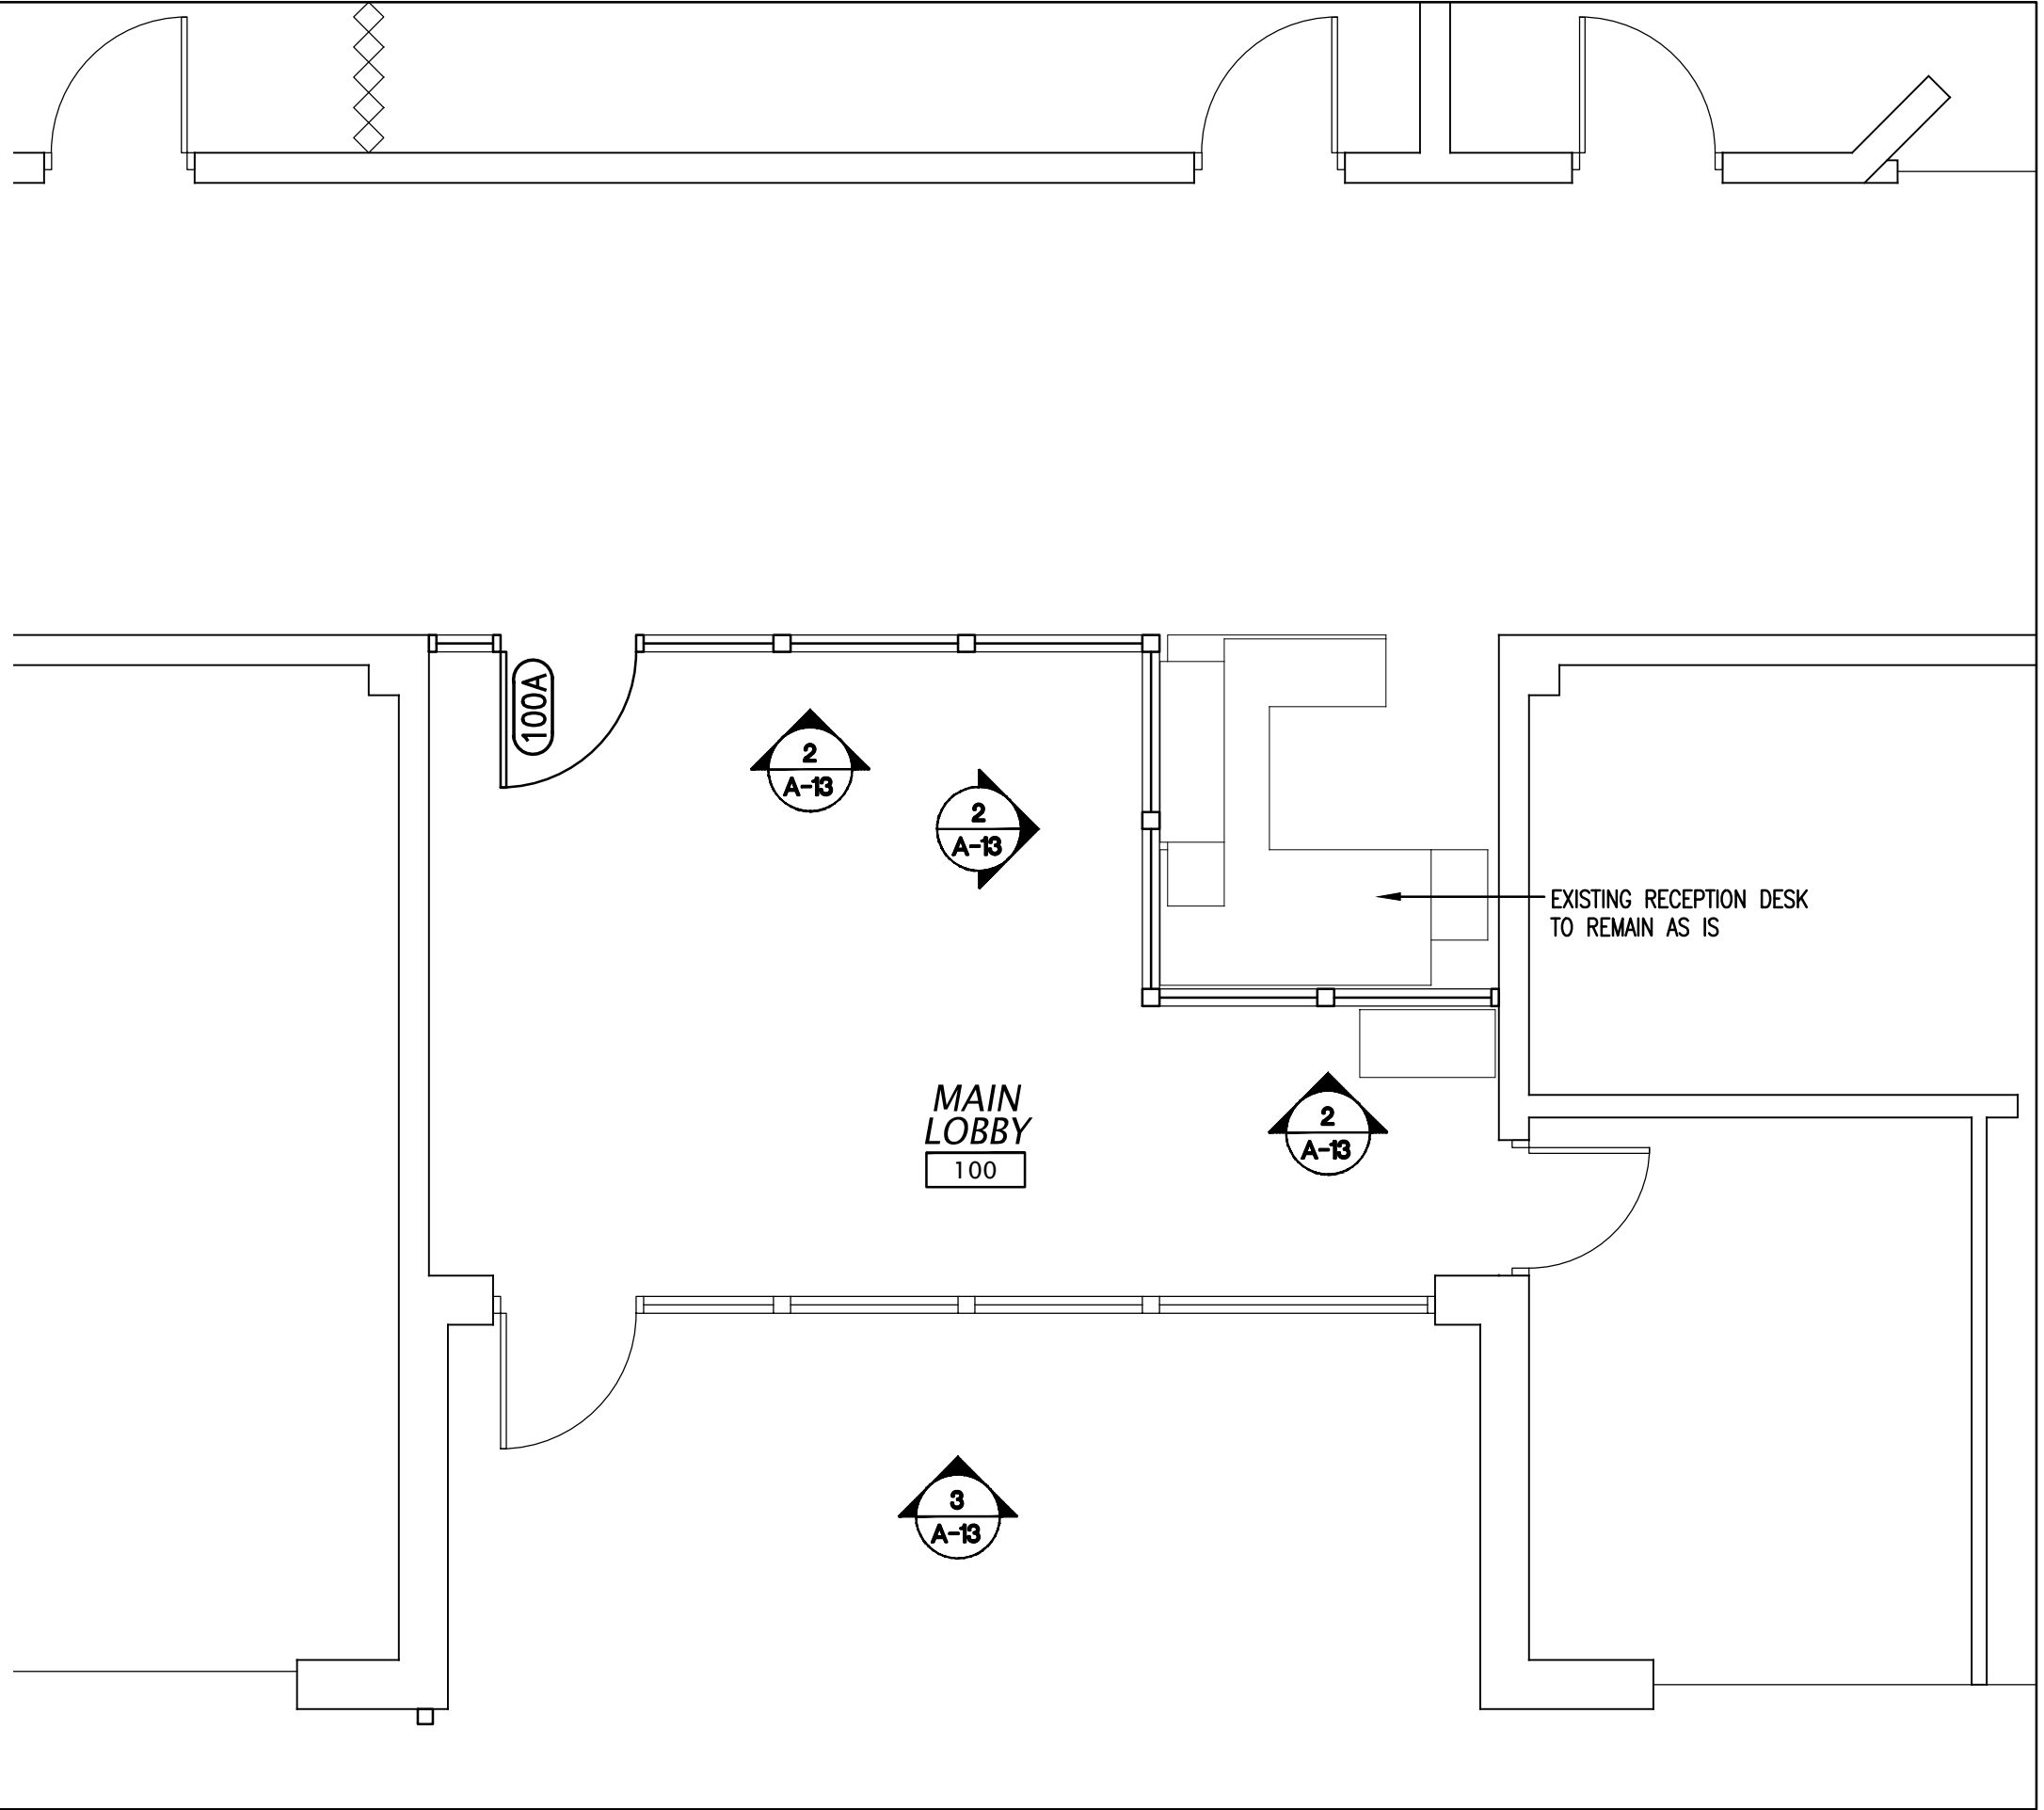 100A
2
A-13
2
A-13
EXISTING RECEPTION DESK
TO REMAIN AS IS
MAIN
LOBBY
100
2
A-13
3
A-13